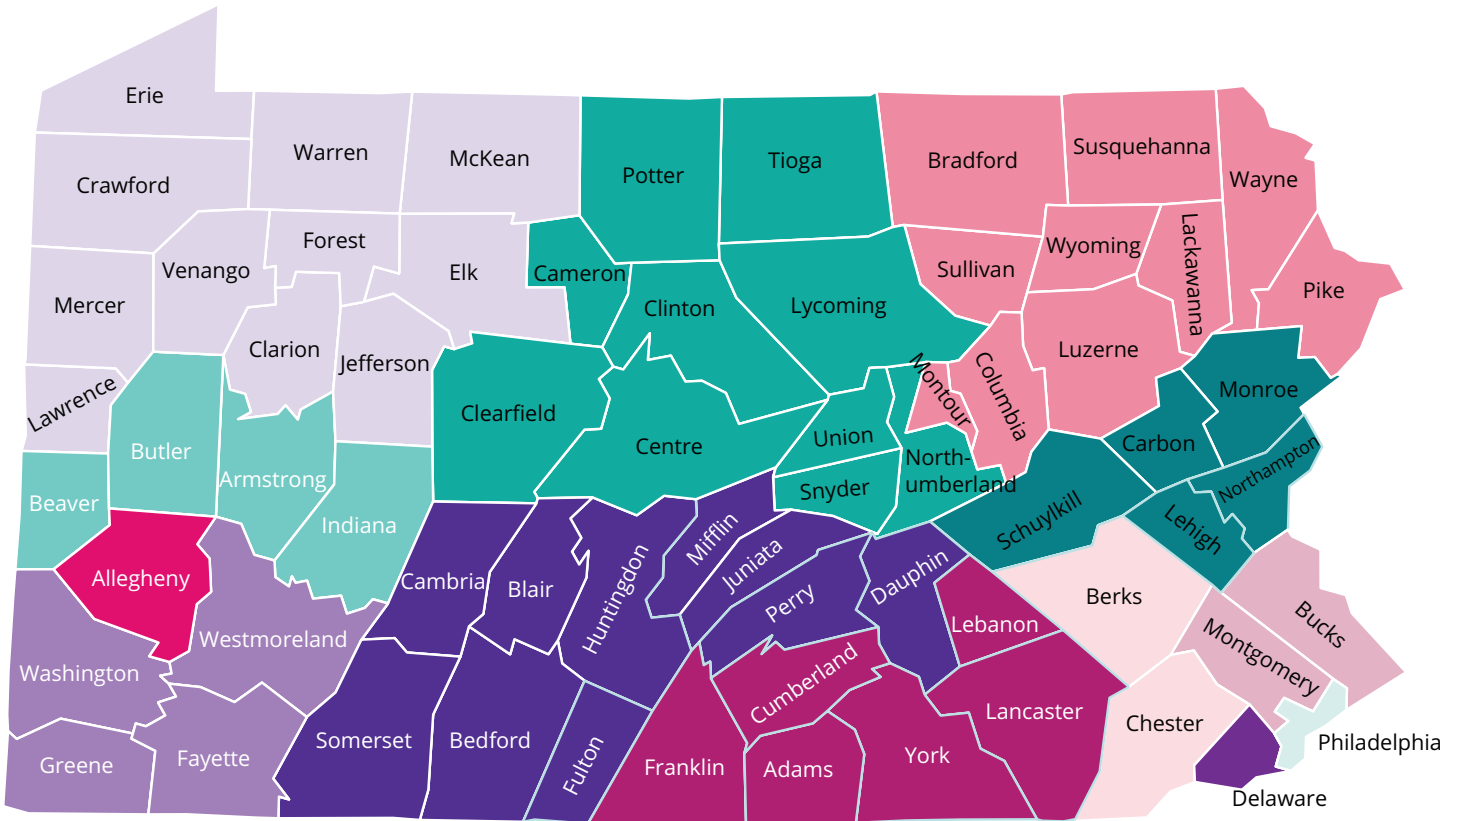 Erie
Crawford
Warren
McKean
Potter
Tioga
Bradford
Susquehanna
Wayne
Forest
Venango
Elk
Cameron
Clinton
Lycoming
Sullivan
Wyoming
Lackawanna
Pike
Mercer
Clarion
Jefferson
Luzerne
Lawrence
Clearfield
Centre
Montour
Columbia
Monroe
Butler
Armstrong
Union
Carbon
Beaver
Indiana
Snyder
North-
umberland
Schuylkill
Lehigh
Northampton
Allegheny
Westmoreland
Cambria
Blair
Huntingdon
Mifflin
Juniata
Perry
Dauphin
Lebanon
Berks
Bucks
Montgomery
Washington
Cumberland
Lancaster
Chester
Philadelphia
Greene
Fayette
Somerset
Bedford
Fulton
Franklin
Adams
York
Delaware